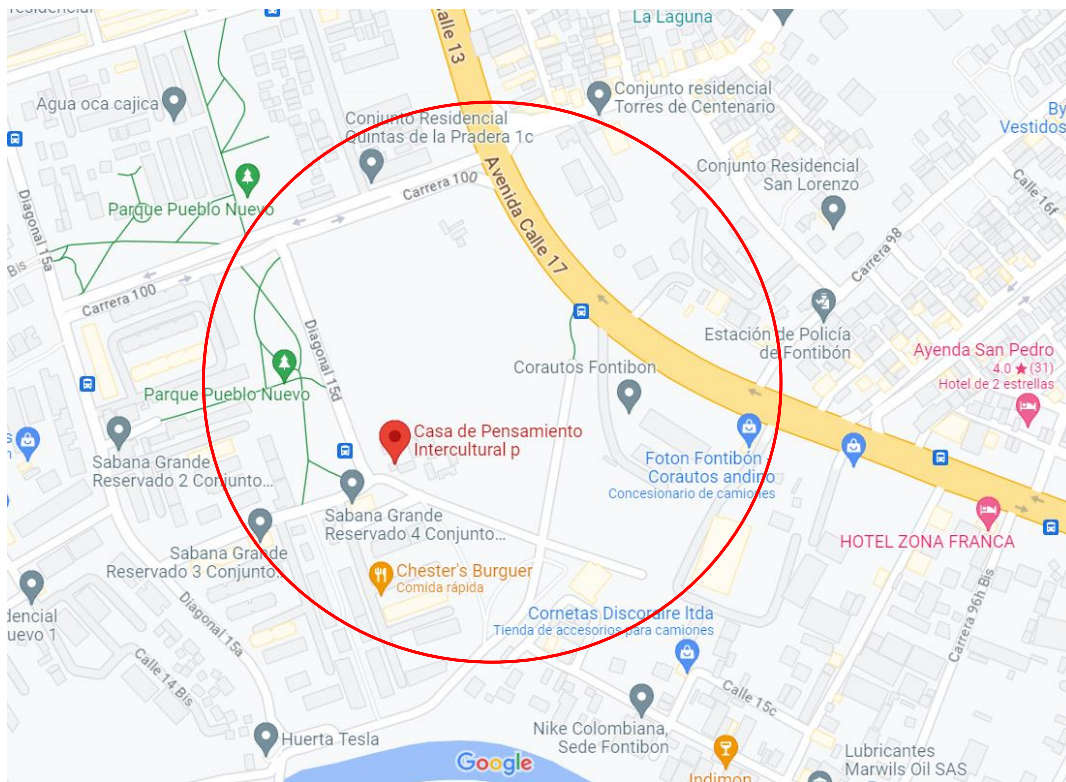 residencial
La Laguna
Calle 13
Agua oca cajica
Conjunto residencial
Torres de Centenario
Conjunto Residencial
Quintas de la Pradera 1c
By
Vestidos
Conjunto Residencial
San Lorenzo
Calle 16f
Avenida Calle 17
Carrera 100
Parque Pueblo Nuevo
Diagonal 15a
Bis
Carrera 98
Carrera 100
Estación de Policía
de Fontibón
Ayenda San Pedro
4.0 ★ (31)
Hotel de 2 estrellas
Diagonal 15d
Corautos Fontibon
Parque Pueblo Nuevo
Casa de Pensamiento
Intercultural p
Sabana Grande
Reservado 2 Conjunto...
Foton Fontibón -
Corautos andino
Concesionario de camiones
Sabana Grande
Reservado 4 Conjunto...
HOTEL ZONA FRANCA
Sabana Grande
Reservado 3 Conjunto...
Chester's Burguer
Comida rápida
Cornetas Discoraire ltda
Tienda de accesorios para camiones
dencial
uevo 1
Diagonal 15a
Carrera 96h Bis
Calle 14 Bis
Calle 15c
Huerta Tesla
Nike Colombiana,
Sede Fontibon
Google
Lubricantes
Marwils Oil SAS
Indimon